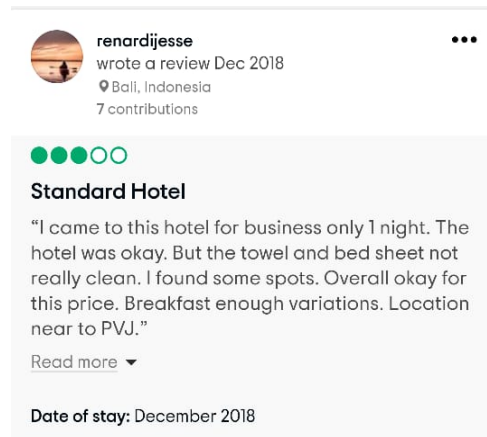 renardijesse
wrote a review Dec 2018
Bali, Indonesia
7 contributions
Standard Hotel
“I came to this hotel for business only 1 night. The
hotel was okay. But the towel and bed sheet not
really clean. I found some spots. Overall okay for
this price. Breakfast enough variations. Location
near to PVJ.”
Read more
Date of stay: December 2018